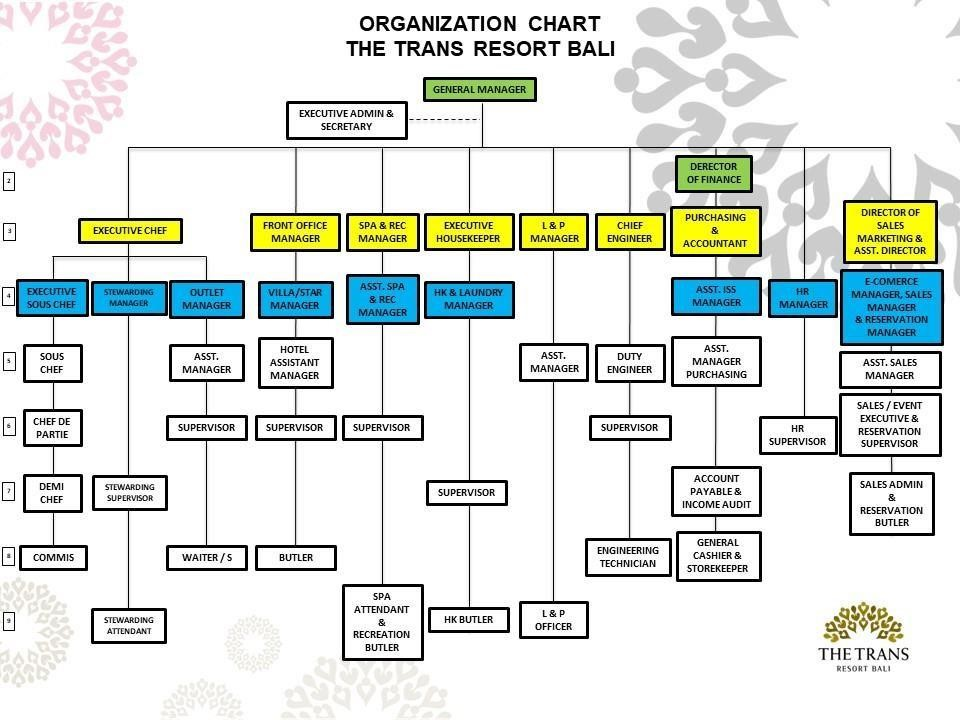 ORGANIZATION CHART
THE TRANS RESORT BALI
GENERAL MANAGER
EXECUTIVE ADMIN &
SECRETARY
2
DERECTOR
OF FINANCE
3
EXECUTIVE CHEF
FRONT OFFICE
MANAGER
SPA & REC
MANAGER
EXECUTIVE
HOUSEKEEPER
L & P
MANAGER
CHIEF
ENGINEER
PURCHASING
&
ACCOUNTANT
DIRECTOR OF
SALES
MARKETING &
ASST. DIRECTOR
4
EXECUTIVE
SOUS CHEF
STEWARDING
MANAGER
OUTLET
MANAGER
VILLA/STAR
MANAGER
ASST. SPA
& REC
MANAGER
HK & LAUNDRY
MANAGER
ASST. ISS
MANAGER
HR
MANAGER
E-COMERCE
MANAGER, SALES
MANAGER
& RESERVATION
MANAGER
5
SOUS
CHEF
ASST.
MANAGER
HOTEL
ASSISTANT
MANAGER
ASST.
MANAGER
DUTY
ENGINEER
ASST.
MANAGER
PURCHASING
ASST. SALES
MANAGER
6
CHEF DE
PARTIE
SUPERVISOR
SUPERVISOR
SUPERVISOR
SUPERVISOR
HR
SUPERVISOR
SALES / EVENT
EXECUTIVE &
RESERVATION
SUPERVISOR
7
DEMI
CHEF
STEWARDING
SUPERVISOR
SUPERVISOR
ACCOUNT
PAYABLE &
INCOME AUDIT
SALES ADMIN
&
RESERVATION
BUTLER
8
COMMIS
WAITER / S
BUTLER
ENGINEERING
TECHNICIAN
GENERAL
CASHIER &
STOREKEEPER
9
STEWARDING
ATTENDANT
SPA
ATTENDANT
&
RECREATION
BUTLER
HK BUTLER
L & P
OFFICER
THE TRANS
RESORT BALI